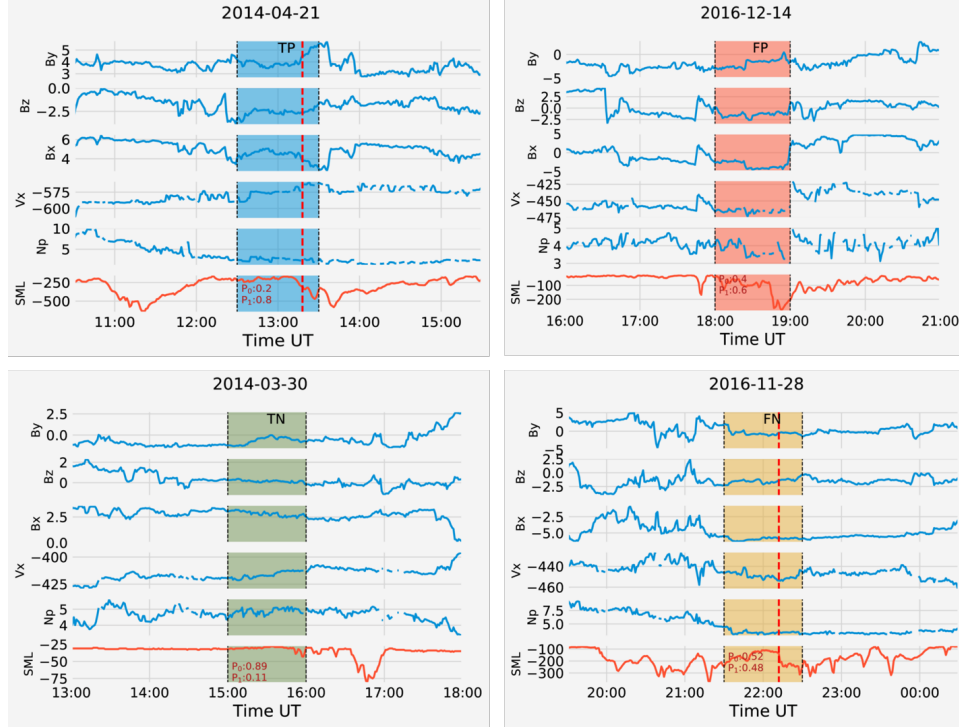 2014-04-21
TP
By
5
4
3
Bz
0.0
−2.5
Bx
6
4
Vx
−575
−600
Np
10
5
SML
−250
−500
P₀:0.2
P₁:0.8
11:00 12:00 13:00 14:00 15:00
Time UT
2016-12-14
FP
By
0
−5
Bz
2.5
0.0
−2.5
Bx
5
0
−5
Vx
−425
−450
−475
Np
5
4
3
SML
−100
−200
P₀:0.4
P₁:0.6
16:00 17:00 18:00 19:00 20:00 21:00
Time UT
2014-03-30
TN
By
2.5
0.0
Bz
2
0
Bx
2.5
0.0
Vx
−400
−425
Np
5
4
SML
−25
−50
−75
P₀:0.89
P₁:0.11
13:00 14:00 15:00 16:00 17:00 18:00
Time UT
2016-11-28
FN
By
5
0
−5
Bz
2.5
0.0
−2.5
Bx
−2.5
−5.0
Vx
−440
−460
Np
7.5
5.0
SML
−100
−200
−300
P₀:0.52
P₁:0.48
20:00 21:00 22:00 23:00 00:00
Time UT